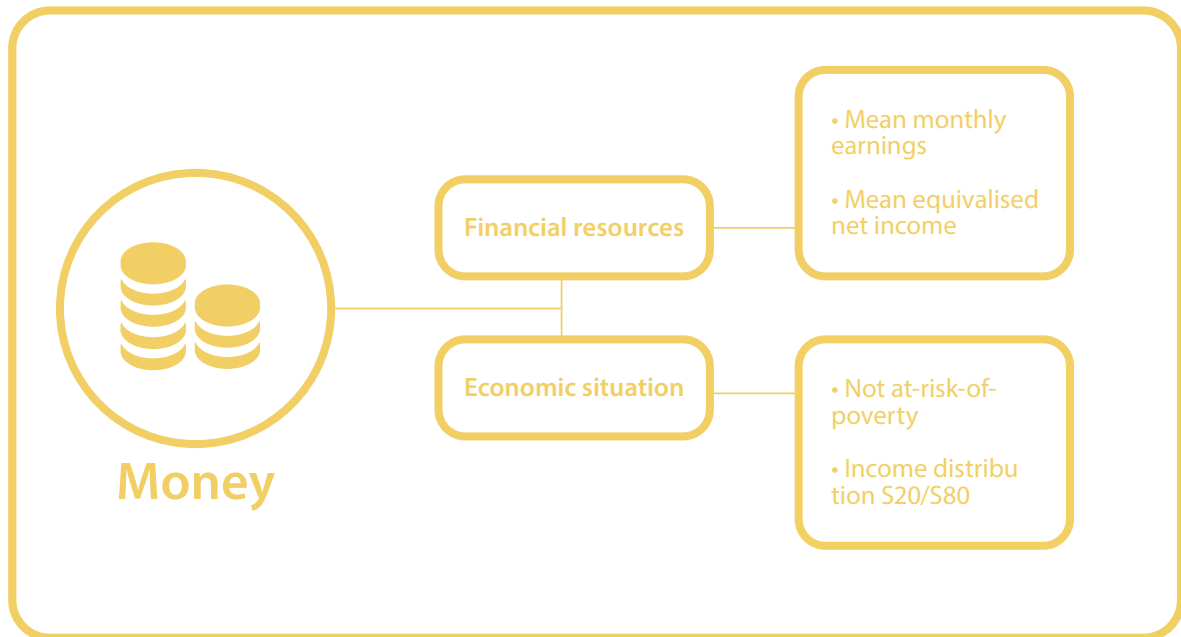 Money
Financial resources
• Mean monthly
earnings
• Mean equivalised
net income
Economic situation
• Not at-risk-of-
poverty
• Income distribu
tion S20/S80